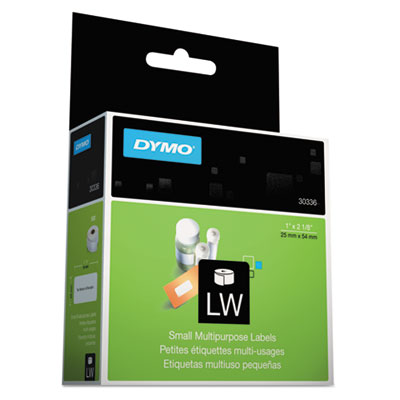 DYMO
30336
1" x 2 1/8"
25 mm x 54 mm
LW
Small Multipurpose Labels
Petites étiquettes multi-usages
Etiquetas multiuso pequeñas
30336
LW